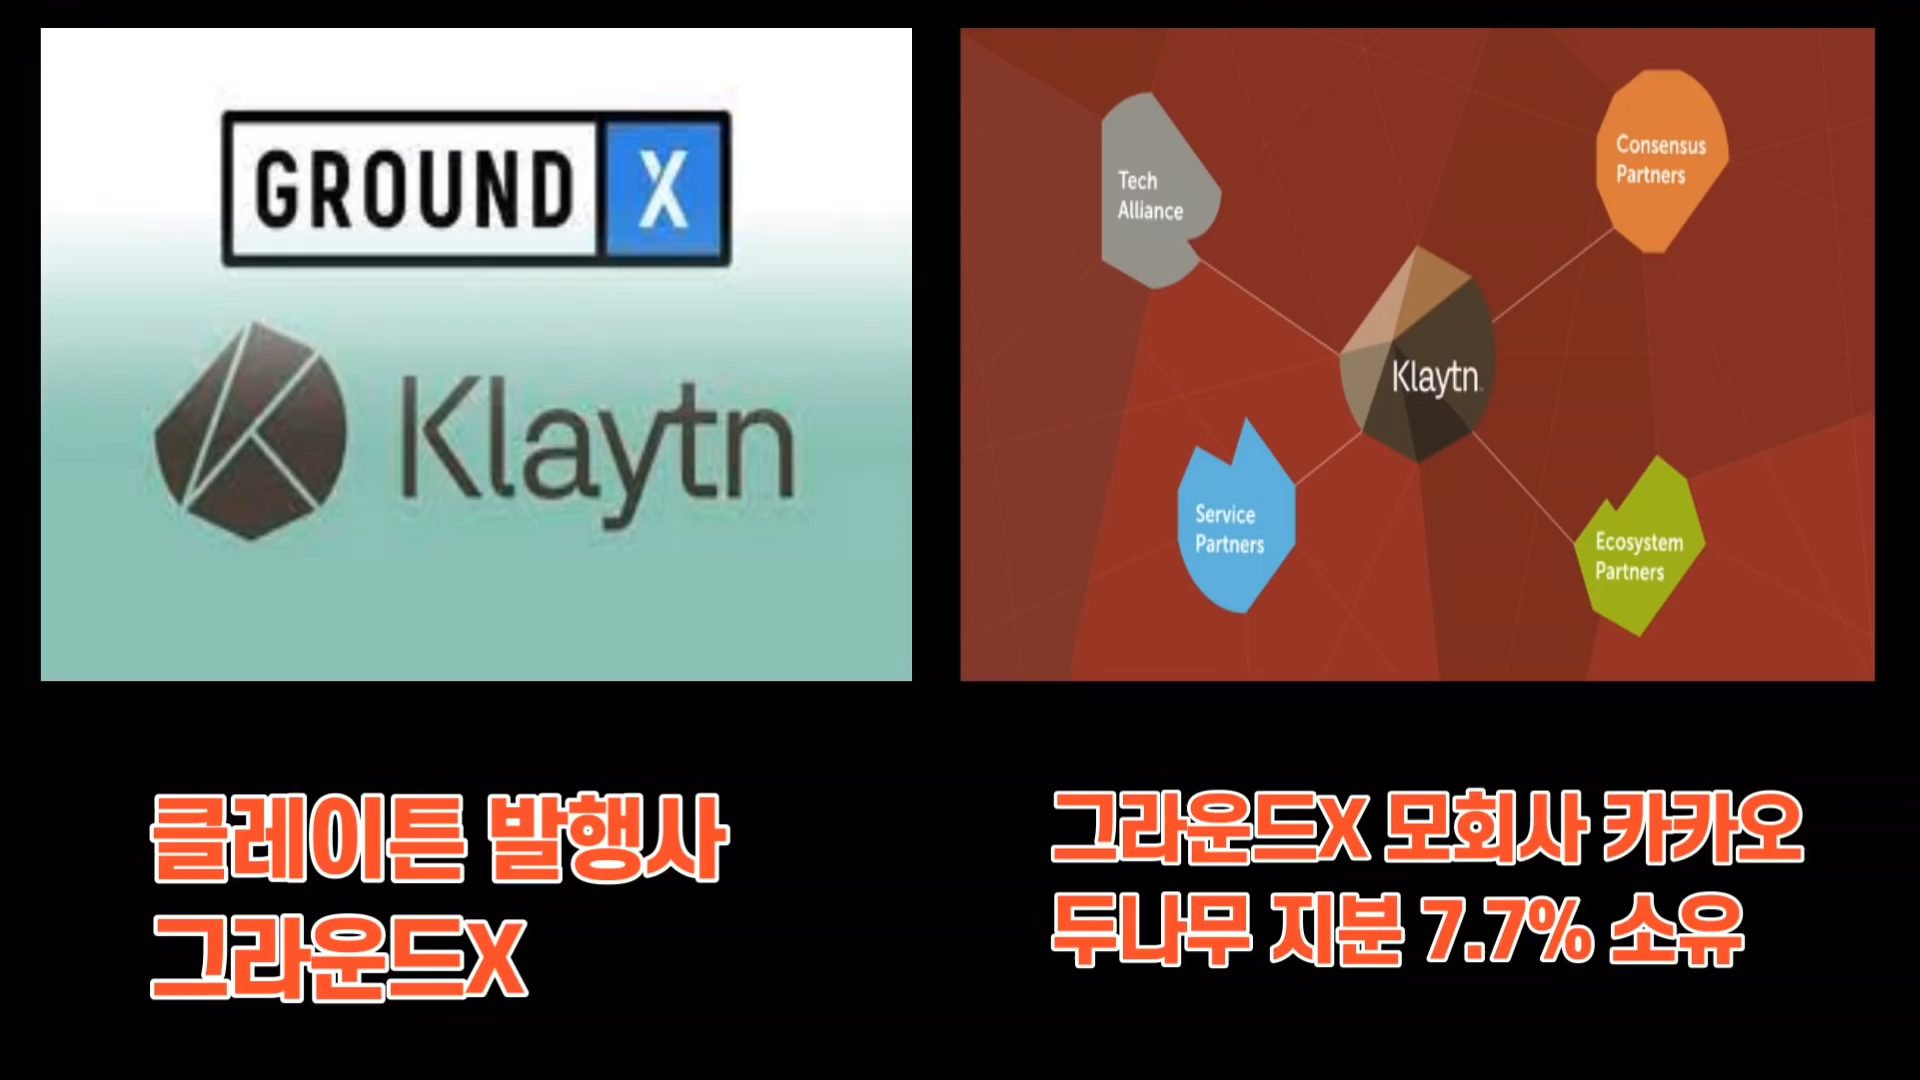 GROUND X
Klaytn
Tech
Alliance
Consensus
Partners
Klaytn
Service
Partners
Ecosystem
Partners
클레이튼 발행사
그라운드X
그라운드X 모회사 카카오
두나무 지분 7.7% 소유